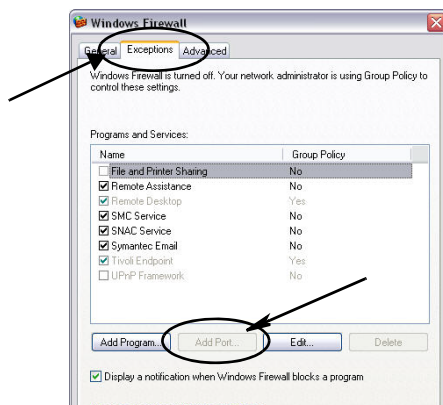 Windows Firewall
General Exceptions Advanced
Windows Firewall is turned off. Your network administrator is using Group Policy to
control these settings.
Programs and Services:
Name Group Policy
File and Printer Sharing No
Remote Assistance No
Remote Desktop Yes
SMC Service No
SNAC Service No
Symantec Email No
Tivoli Endpoint Yes
UPnP Framework No
Add Program... Add Port... Edit... Delete
Display a notification when Windows Firewall blocks a program